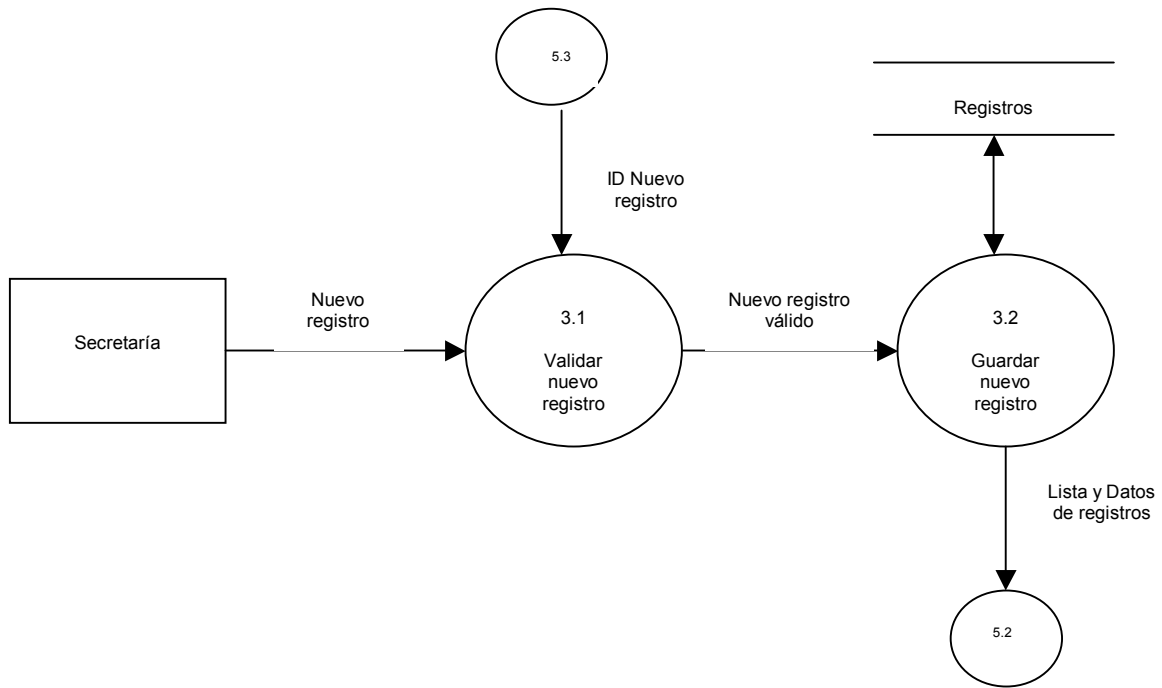 5.3
Registros
ID Nuevo
registro
Nuevo
registro
Nuevo registro
válido
Secretaría
3.1
Validar
nuevo
registro
3.2
Guardar
nuevo
registro
Lista y Datos
de registros
5.2